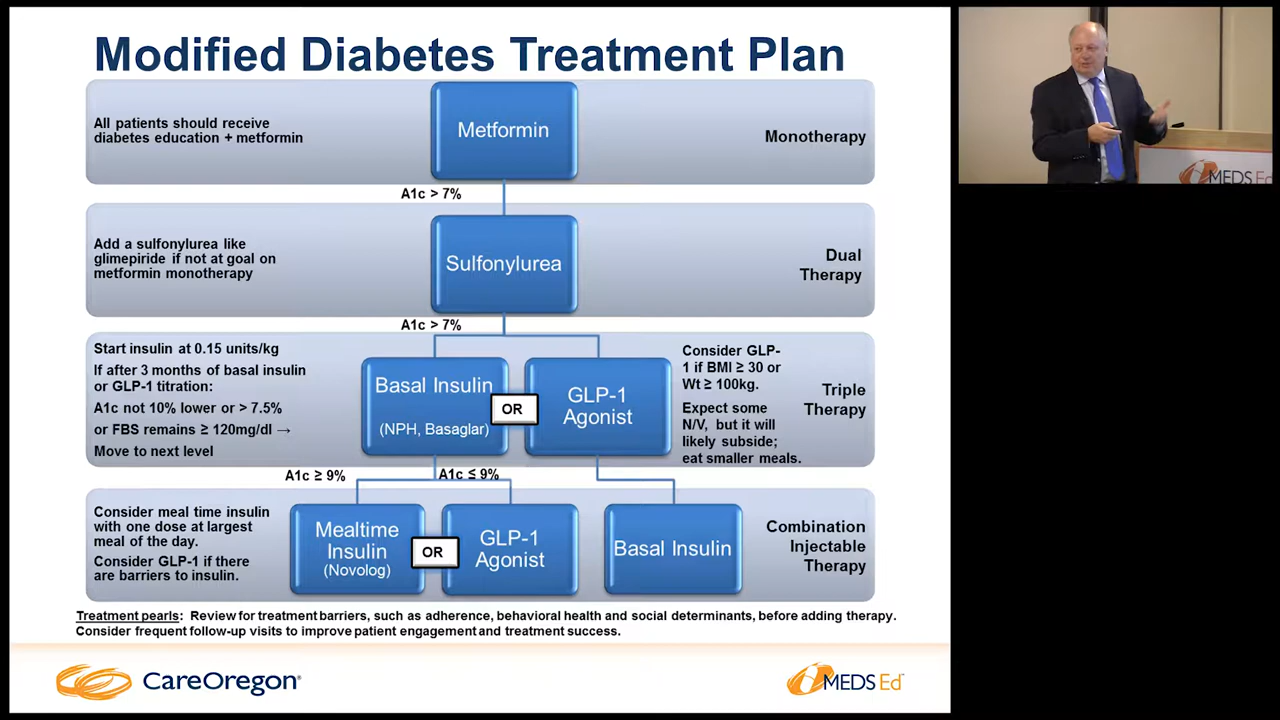 Modified Diabetes Treatment Plan
All patients should receive
diabetes education + metformin
Metformin
Monotherapy
A1c > 7%
Add a sulfonylurea like
glimepiride if not at goal on
metformin monotherapy
Sulfonylurea
Dual
Therapy
A1c > 7%
Start insulin at 0.15 units/kg
If after 3 months of basal insulin
or GLP-1 titration:
A1c not 10% lower or > 7.5%
or FBS remains ≥ 120mg/dl →
Move to next level
Basal Insulin
(NPH, Basaglar)
OR
GLP-1
Agonist
Consider GLP-
1 if BMI ≥ 30 or
Wt ≥ 100kg.
Expect some
N/V, but it will
likely subside;
eat smaller meals.
Triple
Therapy
A1c ≥ 9%
A1c ≤ 9%
Consider meal time insulin
with one dose at largest
meal of the day.
Consider GLP-1 if there
are barriers to insulin.
Mealtime
Insulin
(Novolog)
OR
GLP-1
Agonist
Basal Insulin
Combination
Injectable
Therapy
Treatment pearls: Review for treatment barriers, such as adherence, behavioral health and social determinants, before adding therapy.
Consider frequent follow-up visits to improve patient engagement and treatment success.
CareOregon®
MEDS Ed
MEDS Ed